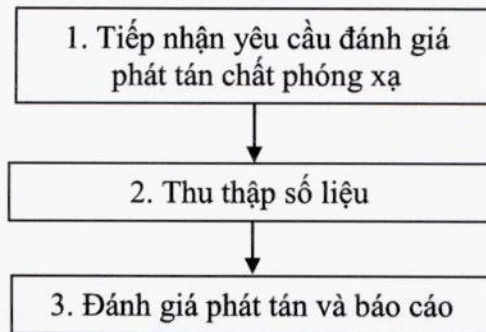 1. Tiếp nhận yêu cầu đánh giá
phát tán chất phóng xạ
2. Thu thập số liệu
3. Đánh giá phát tán và báo cáo